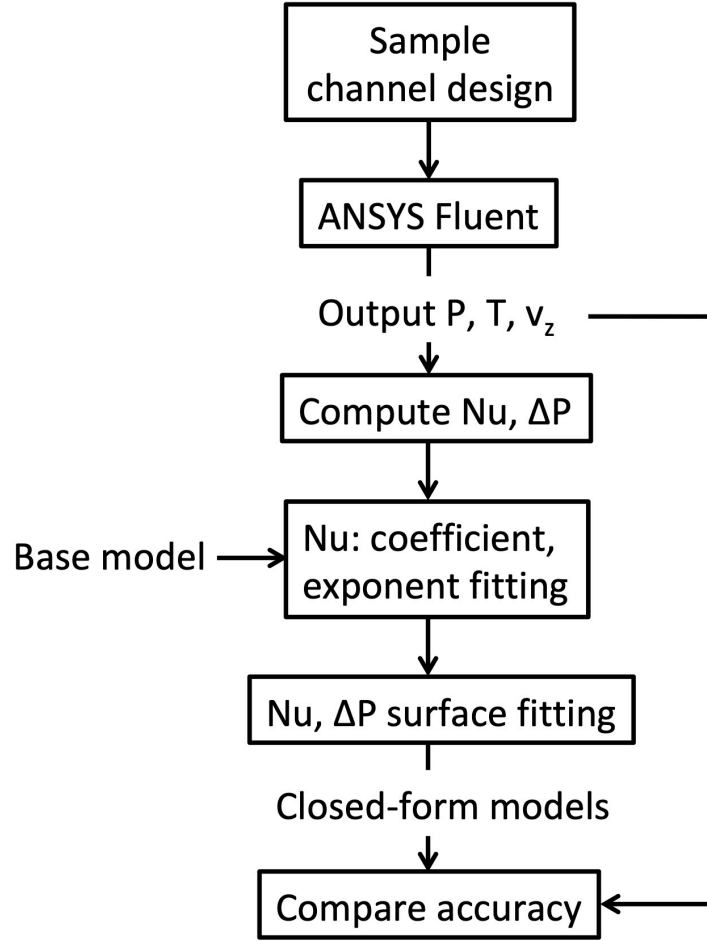 Sample
channel design
ANSYS Fluent
Output P, T, v_z
Compute Nu, ΔP
Base model
Nu: coefficient,
exponent fitting
Nu, ΔP surface fitting
Closed-form models
Compare accuracy